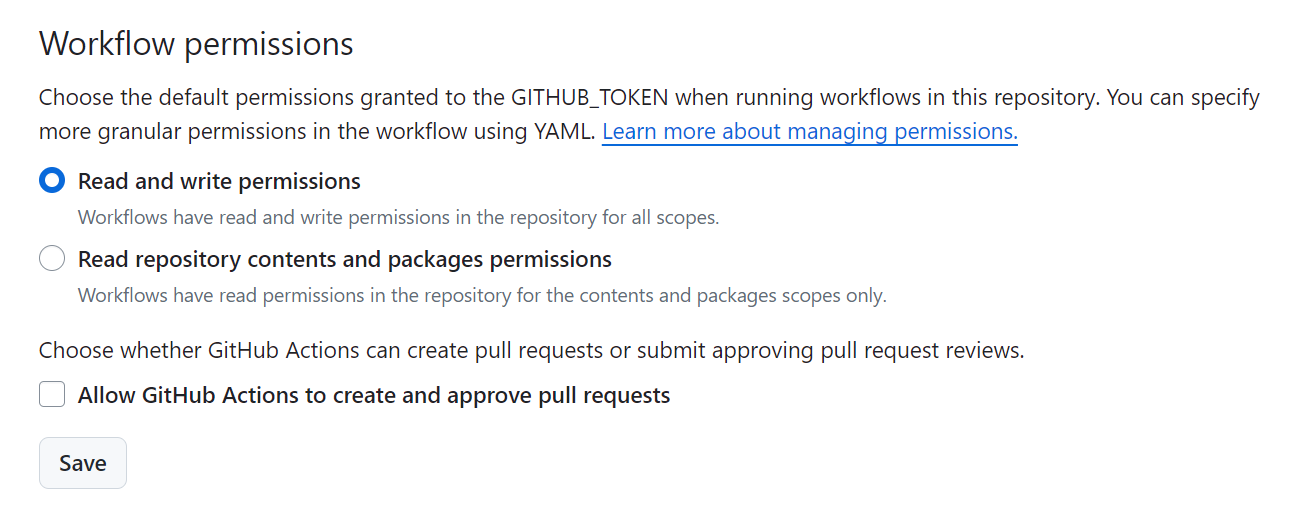 Workflow permissions
Choose the default permissions granted to the GITHUB_TOKEN when running workflows in this repository. You can specify
more granular permissions in the workflow using YAML. Learn more about managing permissions.
Read and write permissions
Workflows have read and write permissions in the repository for all scopes.
Read repository contents and packages permissions
Workflows have read permissions in the repository for the contents and packages scopes only.
Choose whether GitHub Actions can create pull requests or submit approving pull request reviews.
Allow GitHub Actions to create and approve pull requests
Save